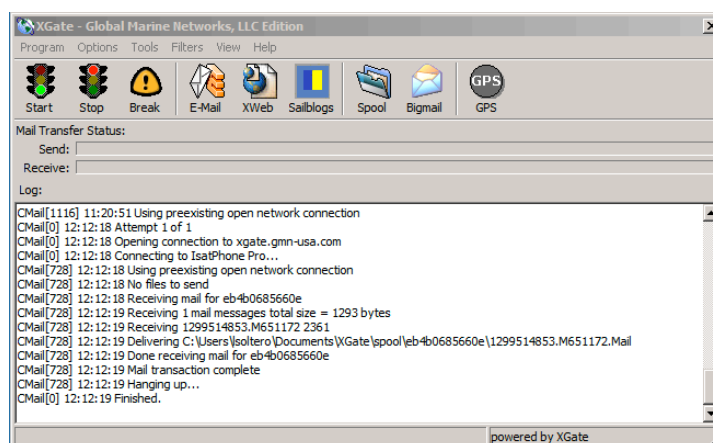 XGate - Global Marine Networks, LLC Edition
Program Options Tools Filters View Help
Start Stop Break E-Mail XWeb Sailblogs Spool Bigmail GPS GPS
Mail Transfer Status:
Send:
Receive:
Log:
CMail[1116] 11:20:51 Using preexisting open network connection
CMail[0] 12:12:18 Attempt 1 of 1
CMail[0] 12:12:18 Opening connection to xgate.gmn-usa.com
CMail[0] 12:12:18 Connecting to IsatPhone Pro...
CMail[728] 12:12:18 Using preexisting open network connection
CMail[728] 12:12:18 No files to send
CMail[728] 12:12:18 Receiving mail for eb4b0685660e
CMail[728] 12:12:19 Receiving 1 mail messages total size = 1293 bytes
CMail[728] 12:12:19 Receiving 1299514853.M651172 2361
CMail[728] 12:12:19 Delivering C:\Users\lsoltero\Documents\XGate\spool\eb4b0685660e\1299514853.M651172.Mail
CMail[728] 12:12:19 Done receiving mail for eb4b0685660e
CMail[728] 12:12:19 Mail transaction complete
CMail[728] 12:12:19 Hanging up...
CMail[0] 12:12:19 Finished.
powered by XGate